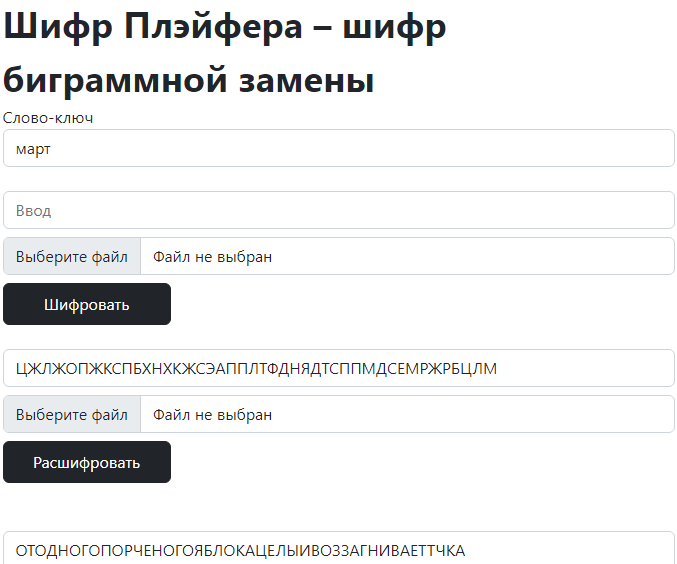 Шифр Плэйфера – шифр
биграммной замены
Слово-ключ
март
Ввод
Выберите файл Файл не выбран
Шифровать
ЦЖЛЖОПЖКСПБХНХКЖСЭАППЛТФДНЯДТСППМДСЕМРЖРБЦЛМ
Выберите файл Файл не выбран
Расшифровать
ОТОДНОГОПОРЧЕНОГОЯБЛОКАЦЕЛЫИВОЗЗАГНИВАЕТТЧКА